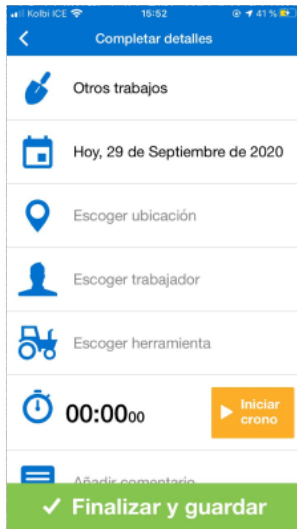 Kolbi ICE 15:52 41 %
Completar detalles
Otros trabajos
Hoy, 29 de Septiembre de 2020
Escoger ubicación
Escoger trabajador
Escoger herramienta
00:0000
Iniciar
crono
Añadir comentario
Finalizar y guardar